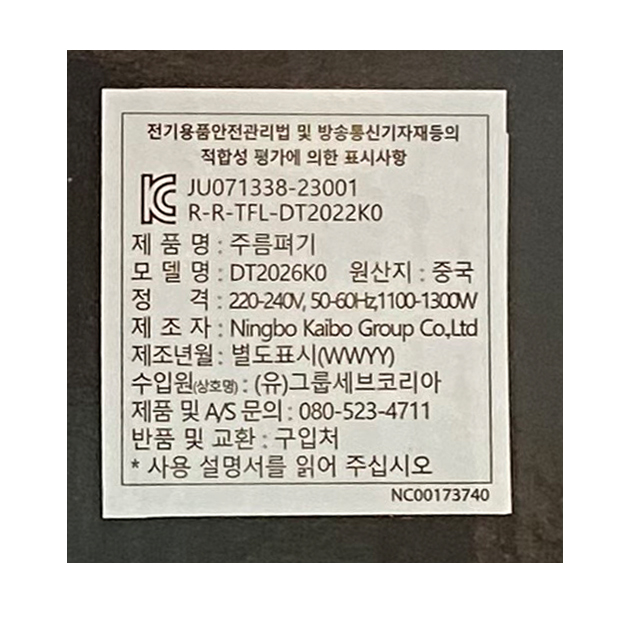 전기용품안전관리법 및 방송통신기자재등의
적합성 평가에 의한 표시사항
JU071338-23001
R-R-TFL-DT2022K0
제 품 명 : 주름펴기
모 델 명 : DT2026K0 원산지 : 중국
정 격 : 220-240V, 50-60Hz,1100-1300W
제 조 자 : Ningbo Kaibo Group Co.,Ltd
제조년월 : 별도표시(WWYY)
수입원(상호명) : (유)그룹세브코리아
제품 및 A/S 문의 : 080-523-4711
반품 및 교환 : 구입처
* 사용 설명서를 읽어 주십시오
NC00173740